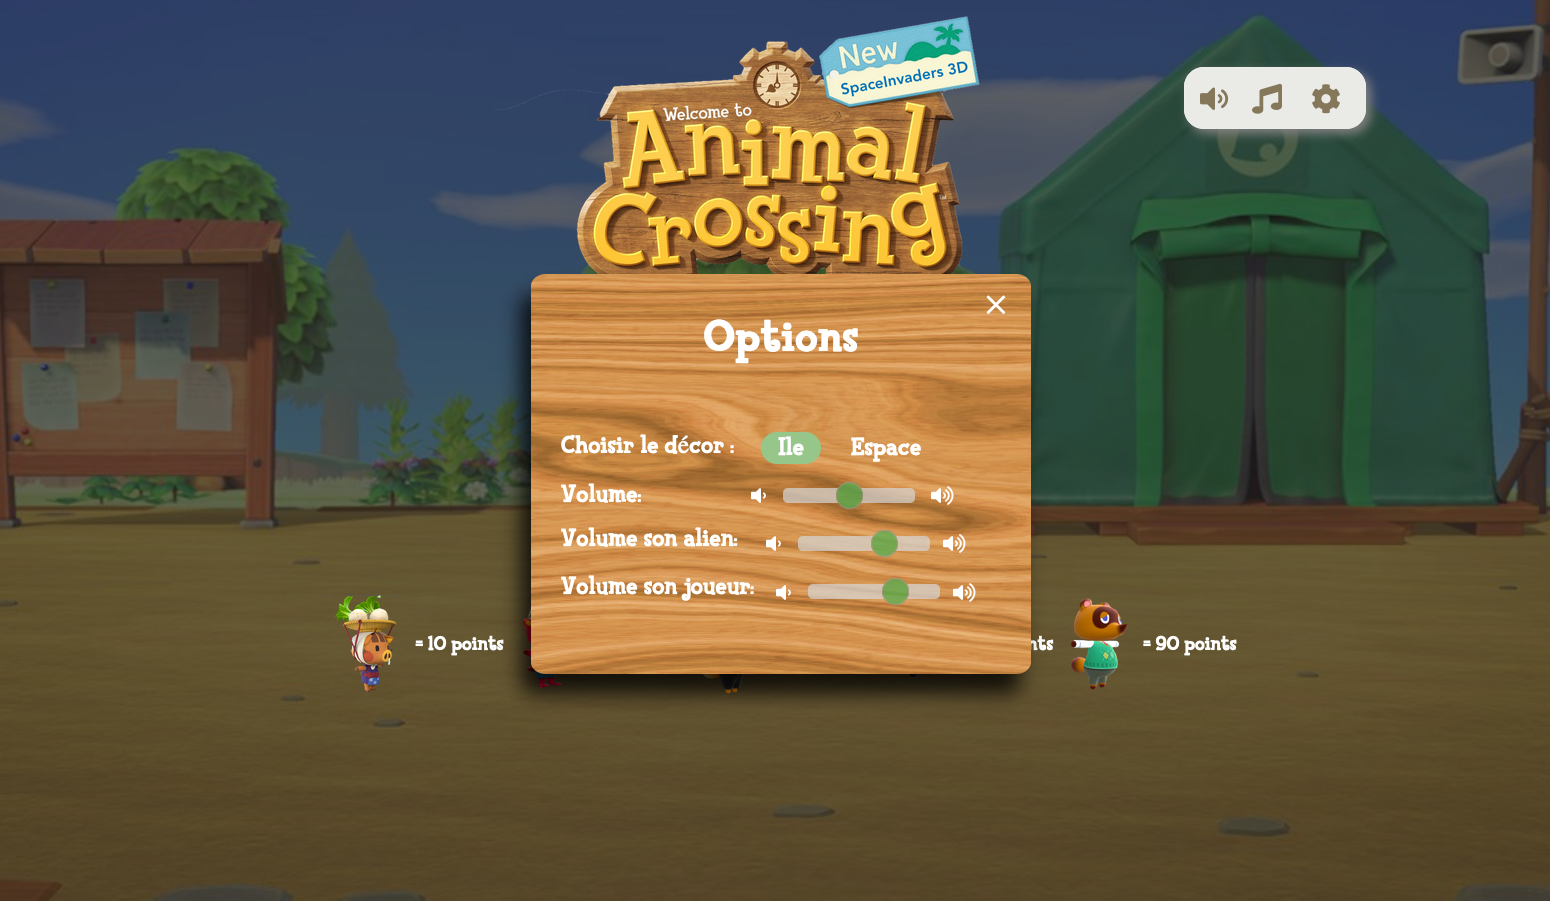 New
SpaceInvaders 3D
Welcome to
Animal
Crossing
Options
Choisir le décor :
Ile
Espace
Volume:
Volume son alien:
Volume son joueur:
= 10 points
= 90 points